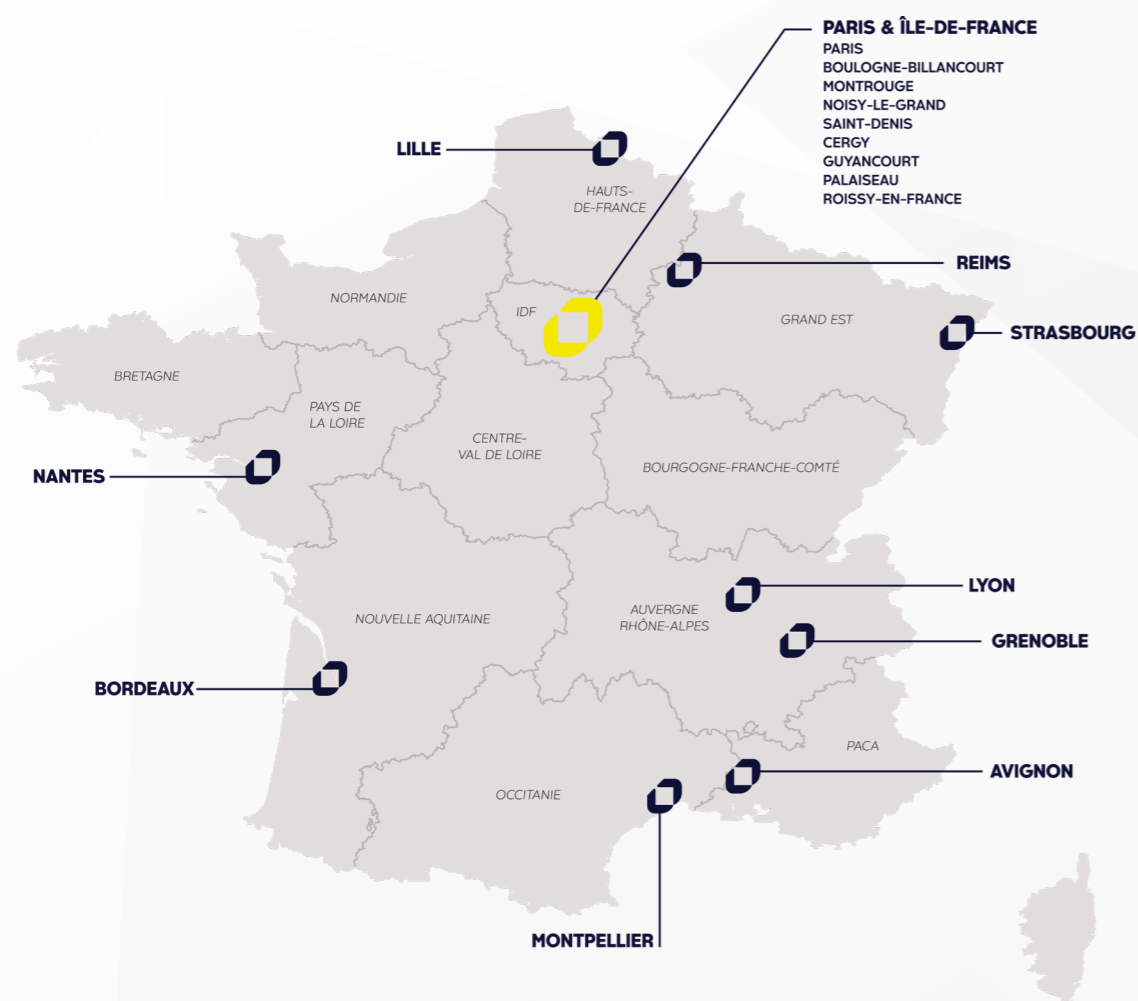 PARIS & ÎLE-DE-FRANCE
PARIS
BOULOGNE-BILLANCOURT
MONTROUGE
NOISY-LE-GRAND
SAINT-DENIS
CERGY
GUYANCOURT
PALAISEAU
ROISSY-EN-FRANCE
LILLE
HAUTS-
DE-FRANCE
REIMS
NORMANDIE
IDF
GRAND EST
STRASBOURG
BRETAGNE
PAYS DE
LA LOIRE
CENTRE-
VAL DE LOIRE
BOURGOGNE-FRANCHE-COMTÉ
NANTES
LYON
NOUVELLE AQUITAINE
AUVERGNE
RHÔNE-ALPES
GRENOBLE
BORDEAUX
PACA
AVIGNON
OCCITANIE
MONTPELLIER